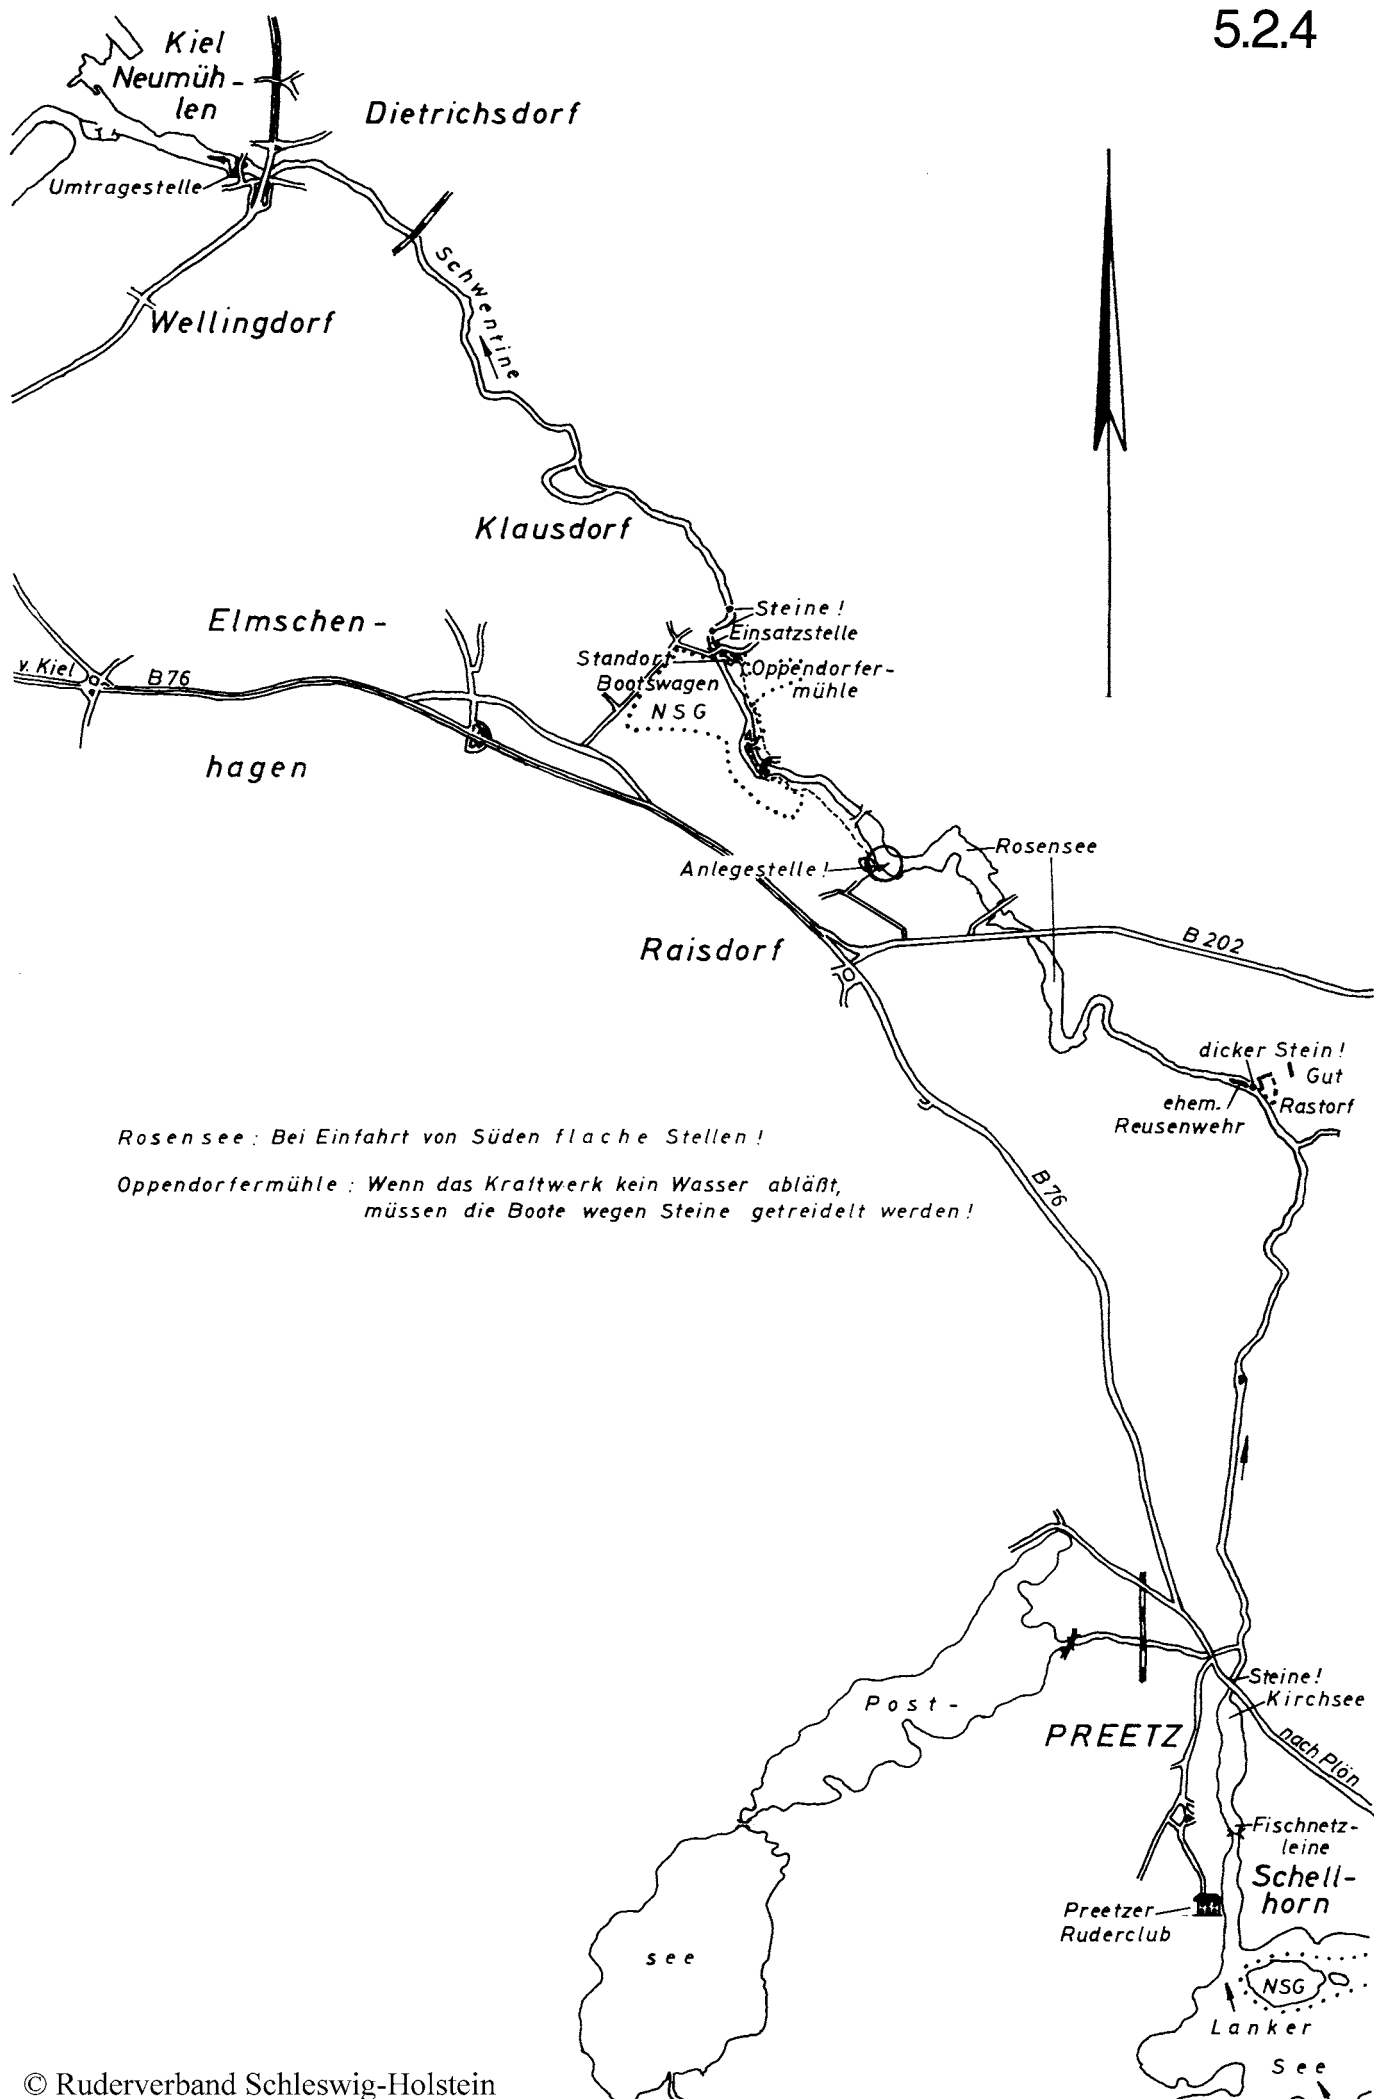 5.2.4
Kiel
Neumüh-
len
Dietrichsdorf
Umtragestelle
Schwentine
Wellingdorf
Klausdorf
Elmschen-
Steine!
Einsatzstelle
Standort
Bootswagen
Oppendorfer-
mühle
v. Kiel
B 76
NSG
hagen
Rosensee
Anlegestelle!
Raisdorf
B 202
dicker Stein!
Gut
Rastorf
ehem.
Reusenwehr
Rosensee: Bei Einfahrt von Süden flache Stellen!
Oppendorfermühle: Wenn das Kraftwerk kein Wasser abläßt,
müssen die Boote wegen Steine getreidelt werden!
B 76
Steine!
Kirchsee
Post-
PREETZ
nach Plön
Fischnetz-
leine
Schell-
horn
Preetzer
Ruderclub
see
NSG
Lanker
See
© Ruderverband Schleswig-Holstein